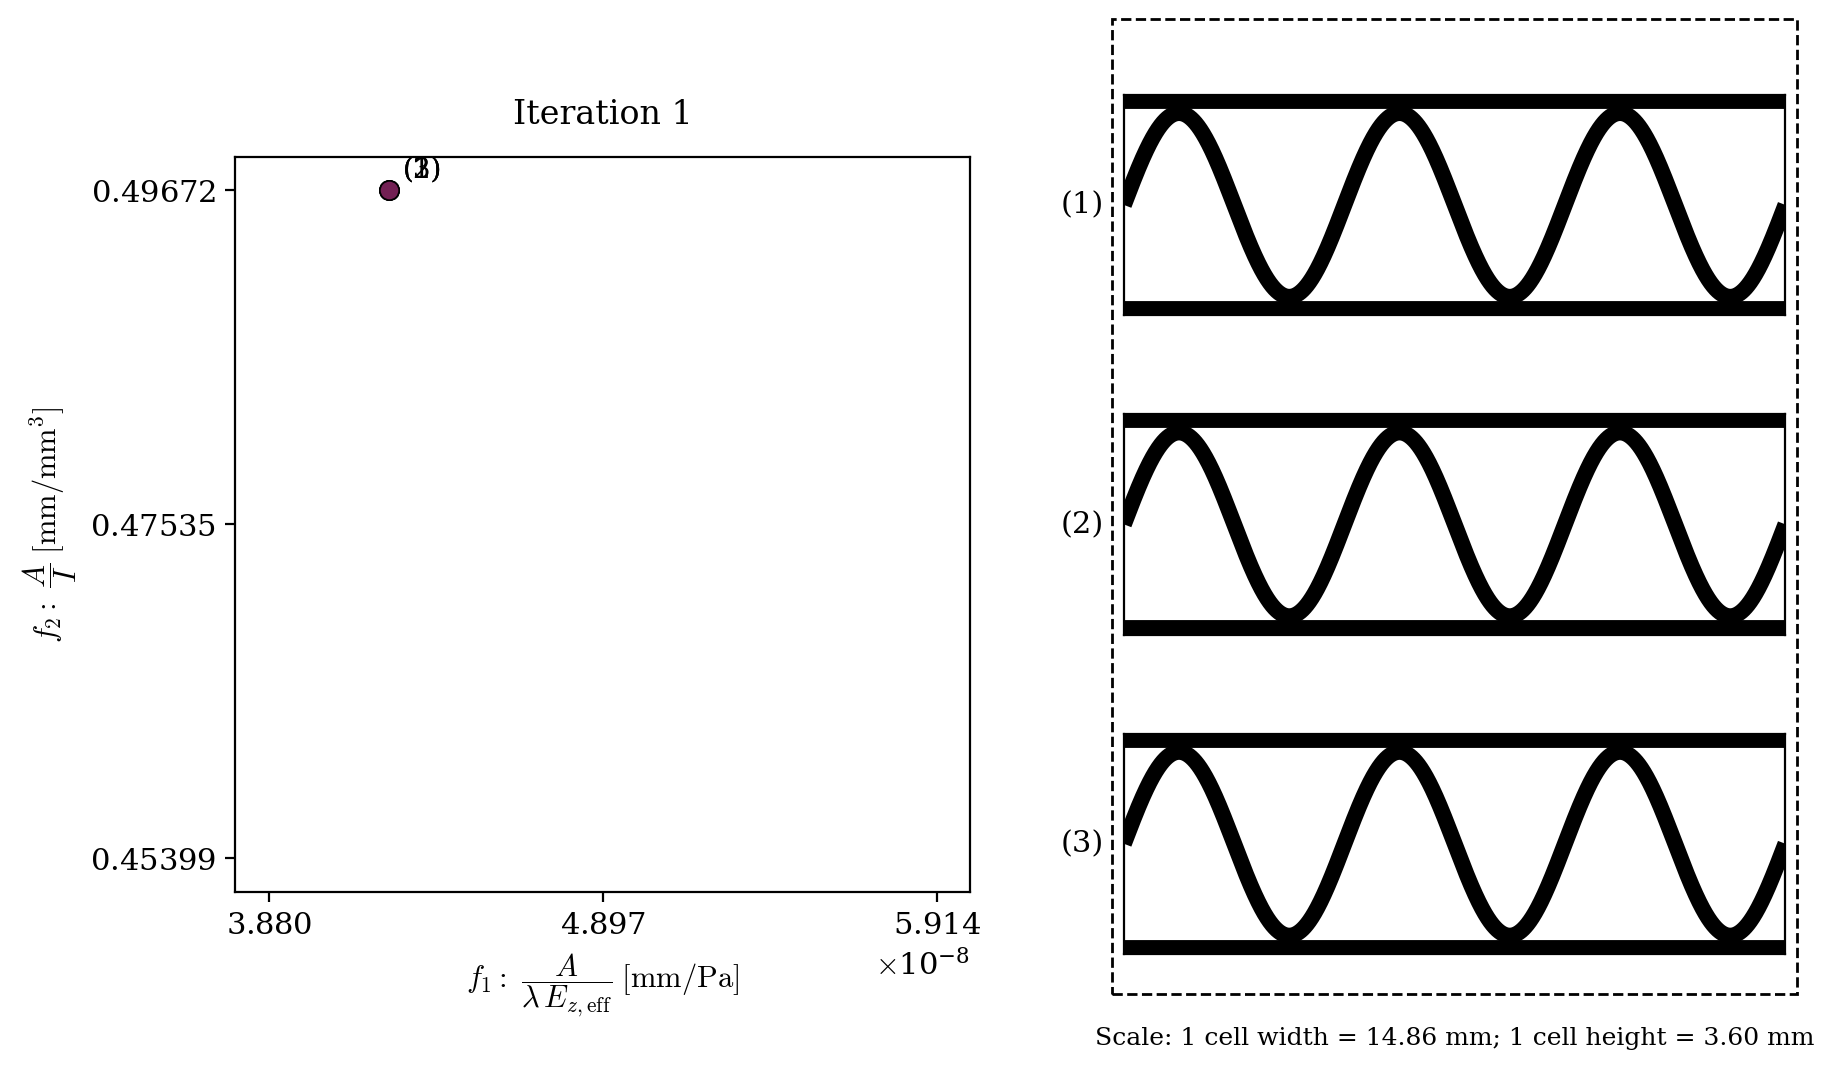 Iteration 1
0.49672
0.47535
0.45399
f₂ : A/I [mm/mm³]
3.880 4.897 5.914
×10⁻⁸
f₁ : A/(λ E_{z, eff}) [mm/Pa]
(1)
(2)
(3)
Scale: 1 cell width = 14.86 mm; 1 cell height = 3.60 mm